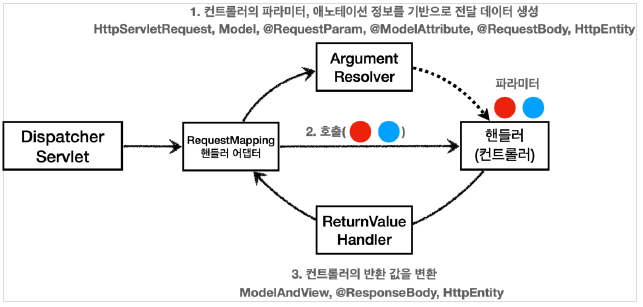 1. 컨트롤러의 파라미터, 애노테이션 정보를 기반으로 전달 데이터 생성
HttpServletRequest, Model, @RequestParam, @ModelAttribute, @RequestBody, HttpEntity
Argument
Resolver
파라미터
Dispatcher
Servlet
RequestMapping
핸들러 어댑터
2. 호출( )
핸들러
(컨트롤러)
ReturnValue
Handler
3. 컨트롤러의 반환 값을 변환
ModelAndView, @ResponseBody, HttpEntity